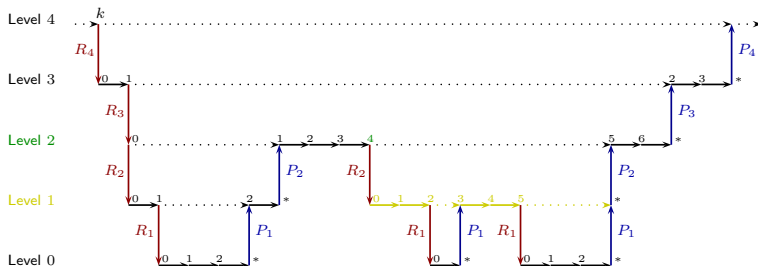 Level 4 k
R4 P4
Level 3 0 1 2 3 *
R3 P3
Level 2 0 1 2 3 4 5 6 *
R2 P2 R2 P2
Level 1 0 1 2 * 0 1 2 3 4 5 *
R1 P1 R1 P1 R1 P1
Level 0 0 1 2 * 0 * 0 1 2 *